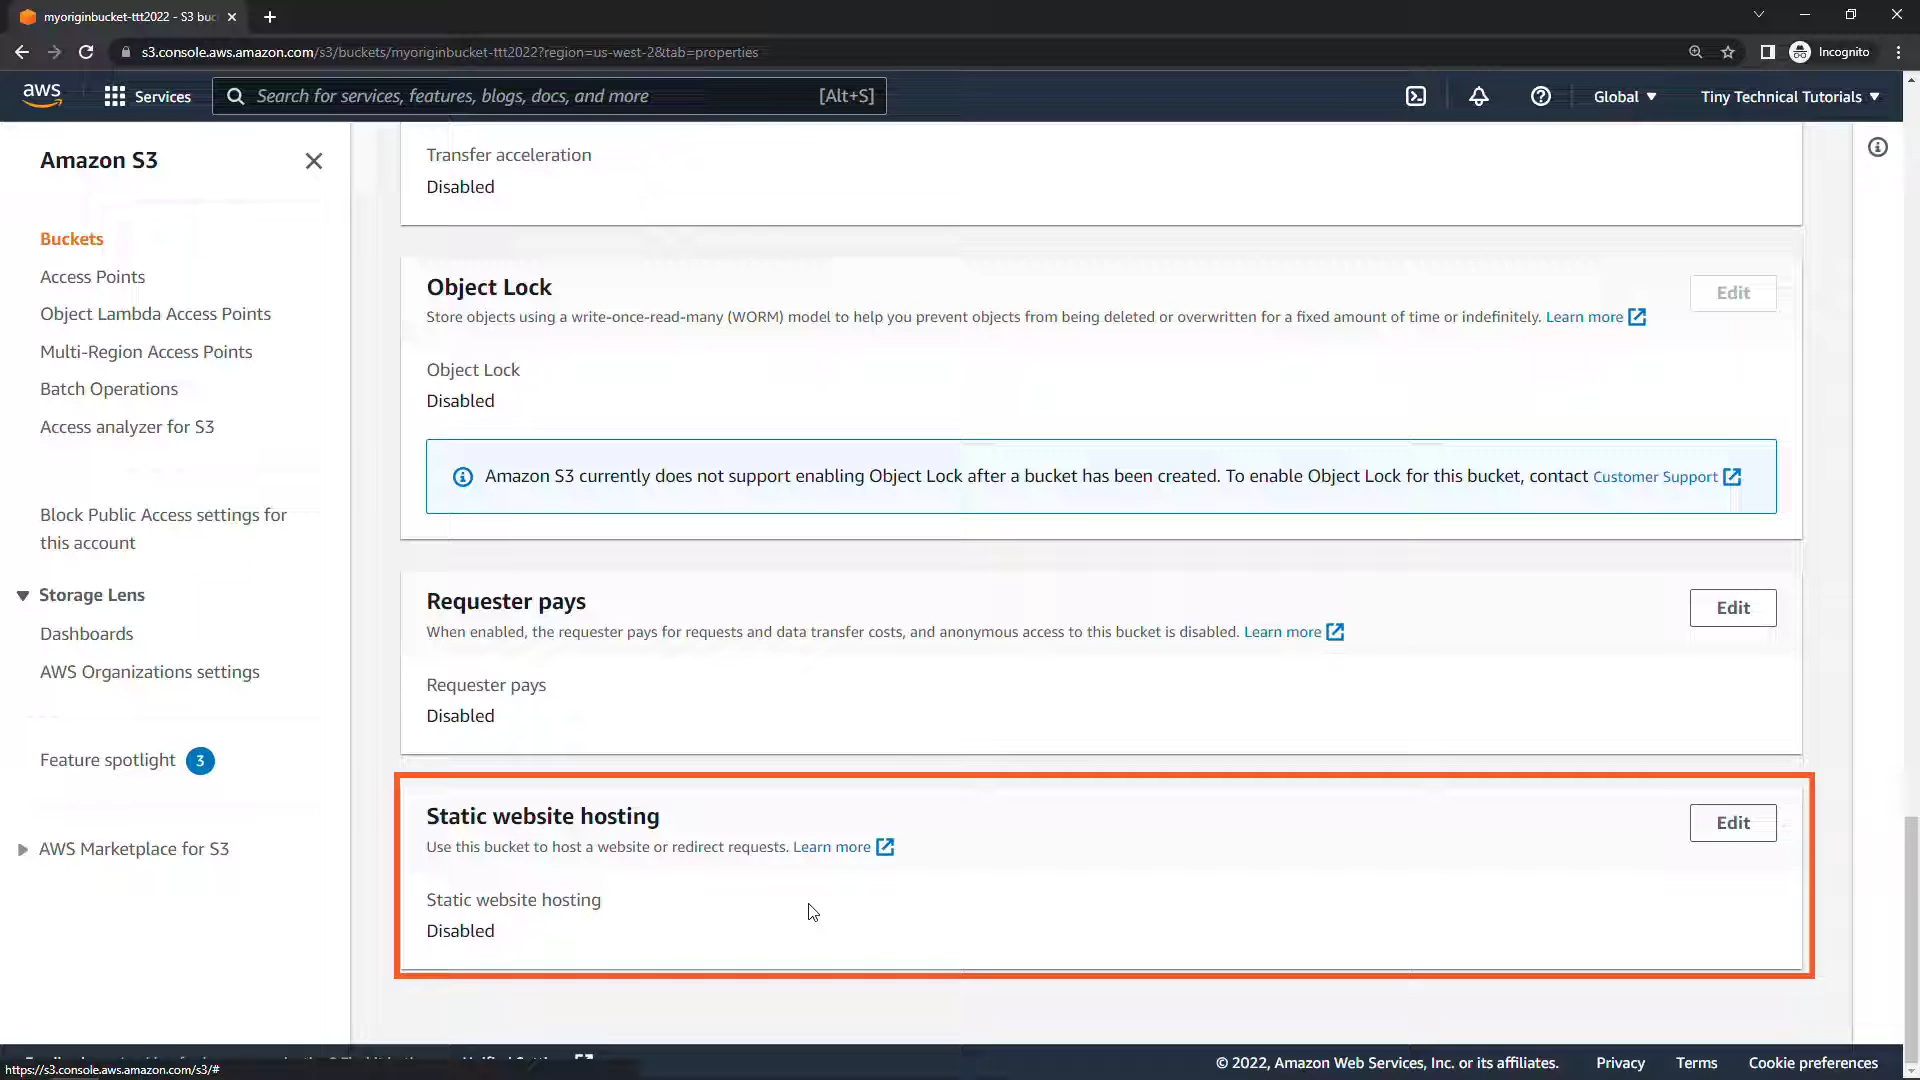 myoriginbucket-ttt2022 - S3 buc
s3.console.aws.amazon.com/s3/buckets/myoriginbucket-ttt2022?region=us-west-2&tab=properties
Incognito
aws
Services
Search for services, features, blogs, docs, and more
[Alt+S]
Global
Tiny Technical Tutorials
Amazon S3
Buckets
Access Points
Object Lambda Access Points
Multi-Region Access Points
Batch Operations
Access analyzer for S3
Block Public Access settings for
this account
Storage Lens
Dashboards
AWS Organizations settings
Feature spotlight 3
AWS Marketplace for S3
Transfer acceleration
Disabled
Object Lock
Edit
Store objects using a write-once-read-many (WORM) model to help you prevent objects from being deleted or overwritten for a fixed amount of time or indefinitely. Learn more
Object Lock
Disabled
Amazon S3 currently does not support enabling Object Lock after a bucket has been created. To enable Object Lock for this bucket, contact Customer Support
Requester pays
Edit
When enabled, the requester pays for requests and data transfer costs, and anonymous access to this bucket is disabled. Learn more
Requester pays
Disabled
Static website hosting
Edit
Use this bucket to host a website or redirect requests. Learn more
Static website hosting
Disabled
© 2022, Amazon Web Services, Inc. or its affiliates.
Privacy
Terms
Cookie preferences
https://s3.console.aws.amazon.com/s3/#